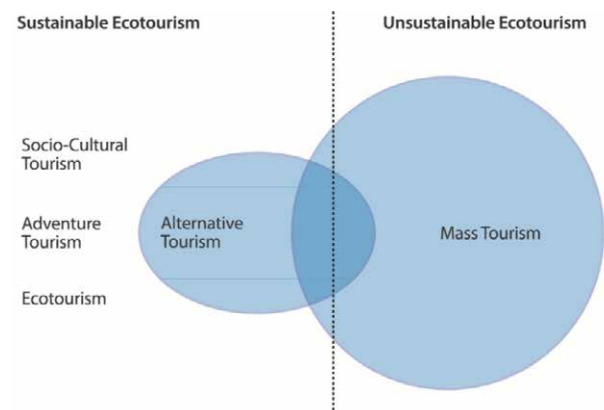 Sustainable Ecotourism
Unsustainable Ecotourism
Socio-Cultural
Tourism
Adventure
Tourism
Alternative
Tourism
Mass Tourism
Ecotourism